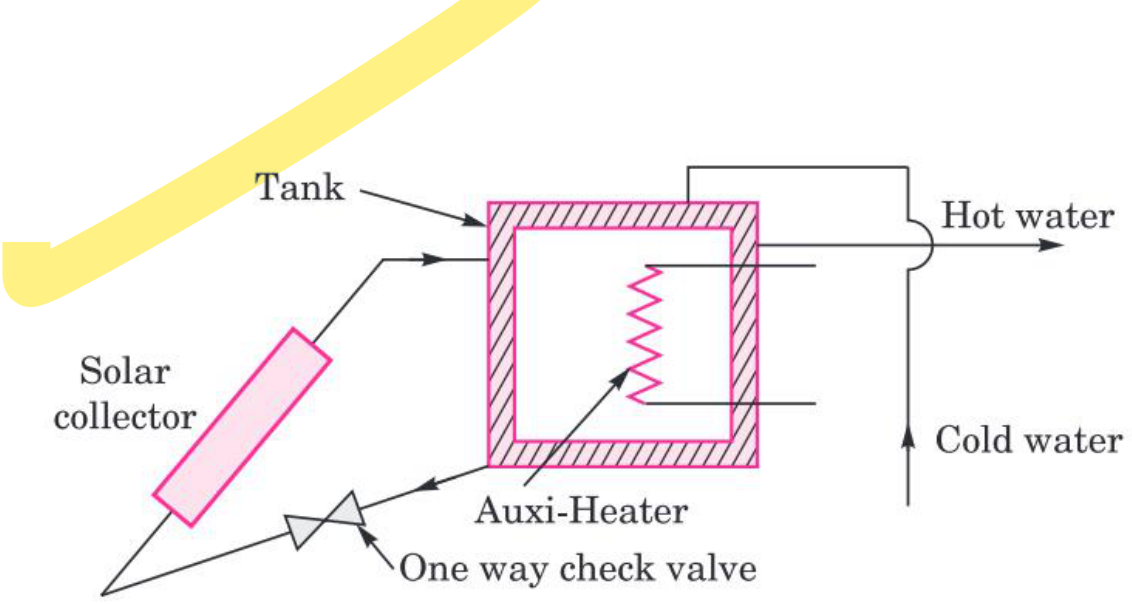 Tank
Hot water
Solar
collector
Cold water
Auxi-Heater
One way check valve